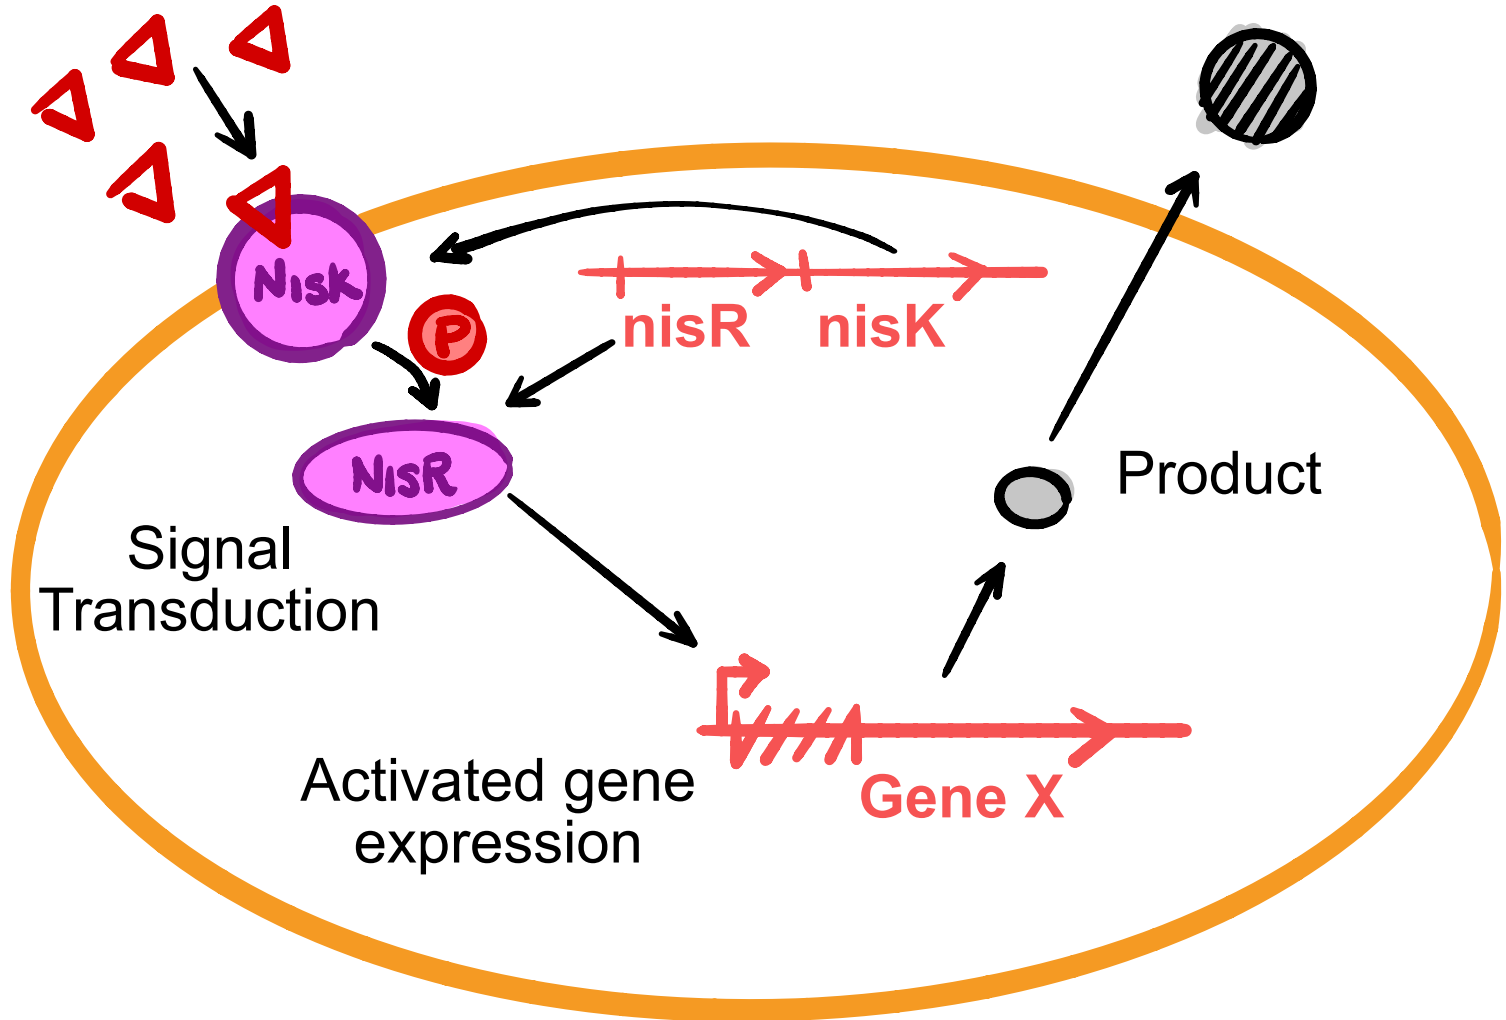 NisK
P
nisR nisK
NisR
Product
Signal
Transduction
Activated gene
expression
Gene X